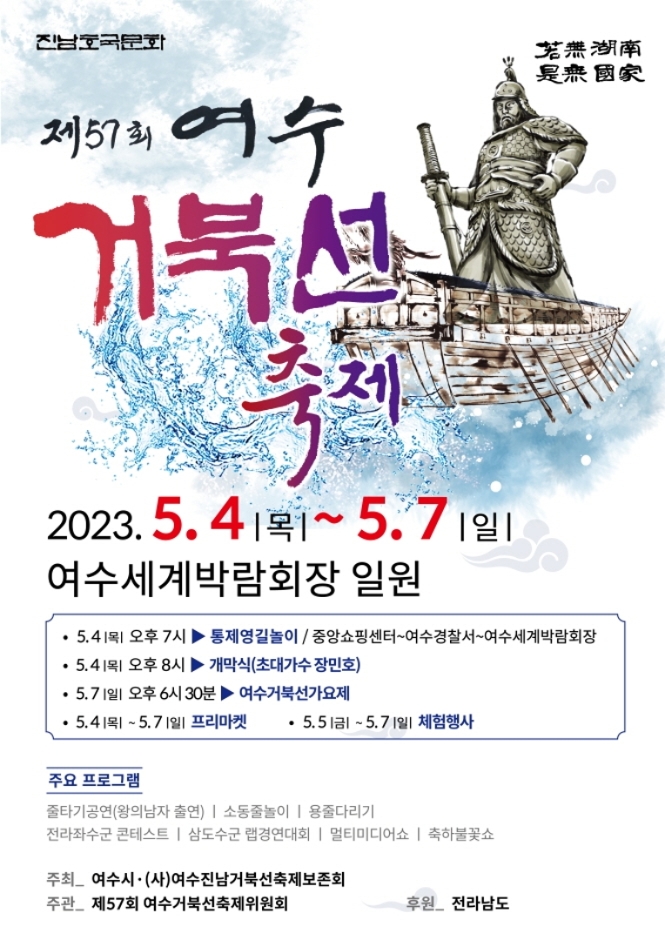 진남호국문화
若無湖南
是無國家
제57회 여수
거북선
축제
2023. 5. 4 |목| ~ 5. 7 |일|
여수세계박람회장 일원
• 5. 4 |목| 오후 7시 ▶ 통제영길놀이 / 중앙쇼핑센터~여수경찰서~여수세계박람회장
• 5. 4 |목| 오후 8시 ▶ 개막식(초대가수 장민호)
• 5. 7 |일| 오후 6시 30분 ▶ 여수거북선가요제
• 5. 4 |목| ~ 5. 7 |일| 프리마켓 • 5. 5 |금| ~ 5. 7 |일| 체험행사
주요 프로그램
줄타기공연(왕의남자 출연) | 소동줄놀이 | 용줄다리기
전라좌수군 콘테스트 | 삼도수군 랩경연대회 | 멀티미디어쇼 | 축하불꽃쇼
주최_ 여수시·(사)여수진남거북선축제보존회
주관_ 제57회 여수거북선축제위원회 후원_ 전라남도